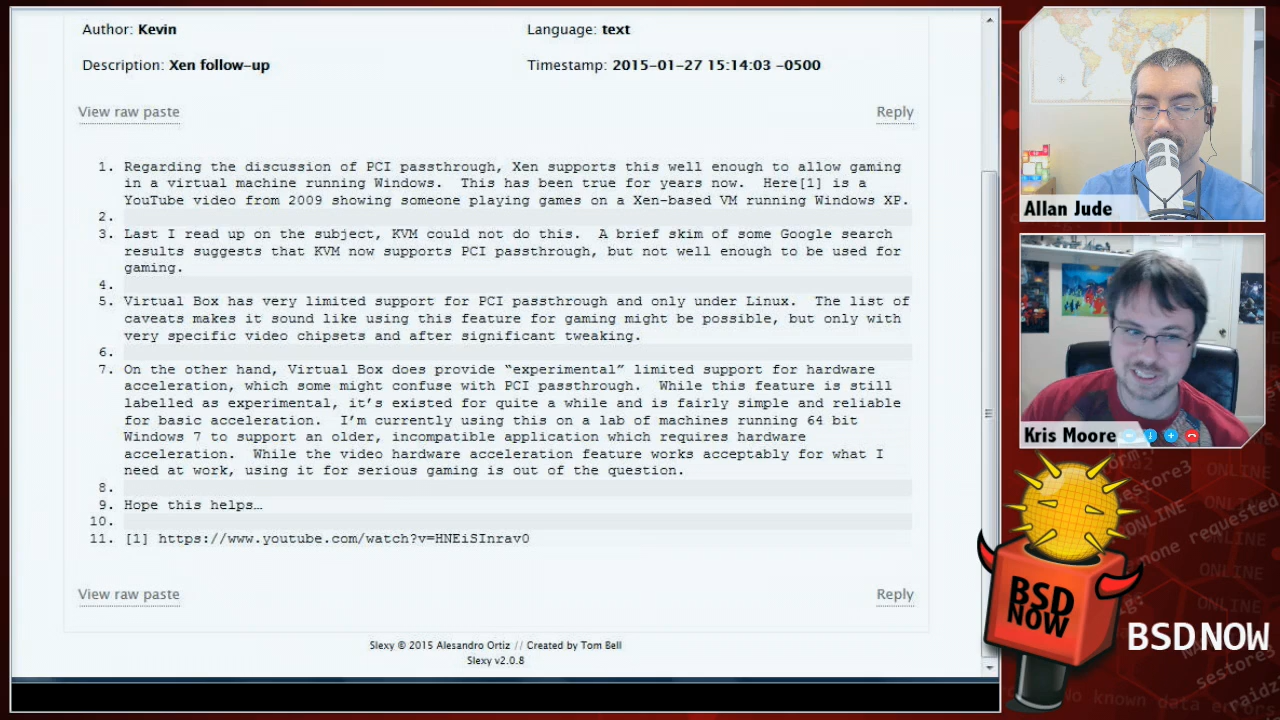 Author: Kevin
Language: text
Description: Xen follow-up
Timestamp: 2015-01-27 15:14:03 -0500
View raw paste
Reply
1. Regarding the discussion of PCI passthrough, Xen supports this well enough to allow gaming
in a virtual machine running Windows.  This has been true for years now.  Here[1] is a
YouTube video from 2009 showing someone playing games on a Xen-based VM running Windows XP.
2.
3. Last I read up on the subject, KVM could not do this.  A brief skim of some Google search
results suggests that KVM now supports PCI passthrough, but not well enough to be used for
gaming.
4.
5. Virtual Box has very limited support for PCI passthrough and only under Linux.  The list of
caveats makes it sound like using this feature for gaming might be possible, but only with
very specific video chipsets and after significant tweaking.
6.
7. On the other hand, Virtual Box does provide “experimental” limited support for hardware
acceleration, which some might confuse with PCI passthrough.  While this feature is still
labelled as experimental, it’s existed for quite a while and is fairly simple and reliable
for basic acceleration.  I’m currently using this on a lab of machines running 64 bit
Windows 7 to support an older, incompatible application which requires hardware
acceleration.  While the video hardware acceleration feature works acceptably for what I
need at work, using it for serious gaming is out of the question.
8.
9. Hope this helps…
10.
11. [1] https://www.youtube.com/watch?v=HNEiSInrav0
View raw paste
Reply
Slexy © 2015 Alesandro Ortiz // Created by Tom Bell
Slexy v2.0.8
Allan Jude
Kris Moore
BSD
NOW
BSD NOW